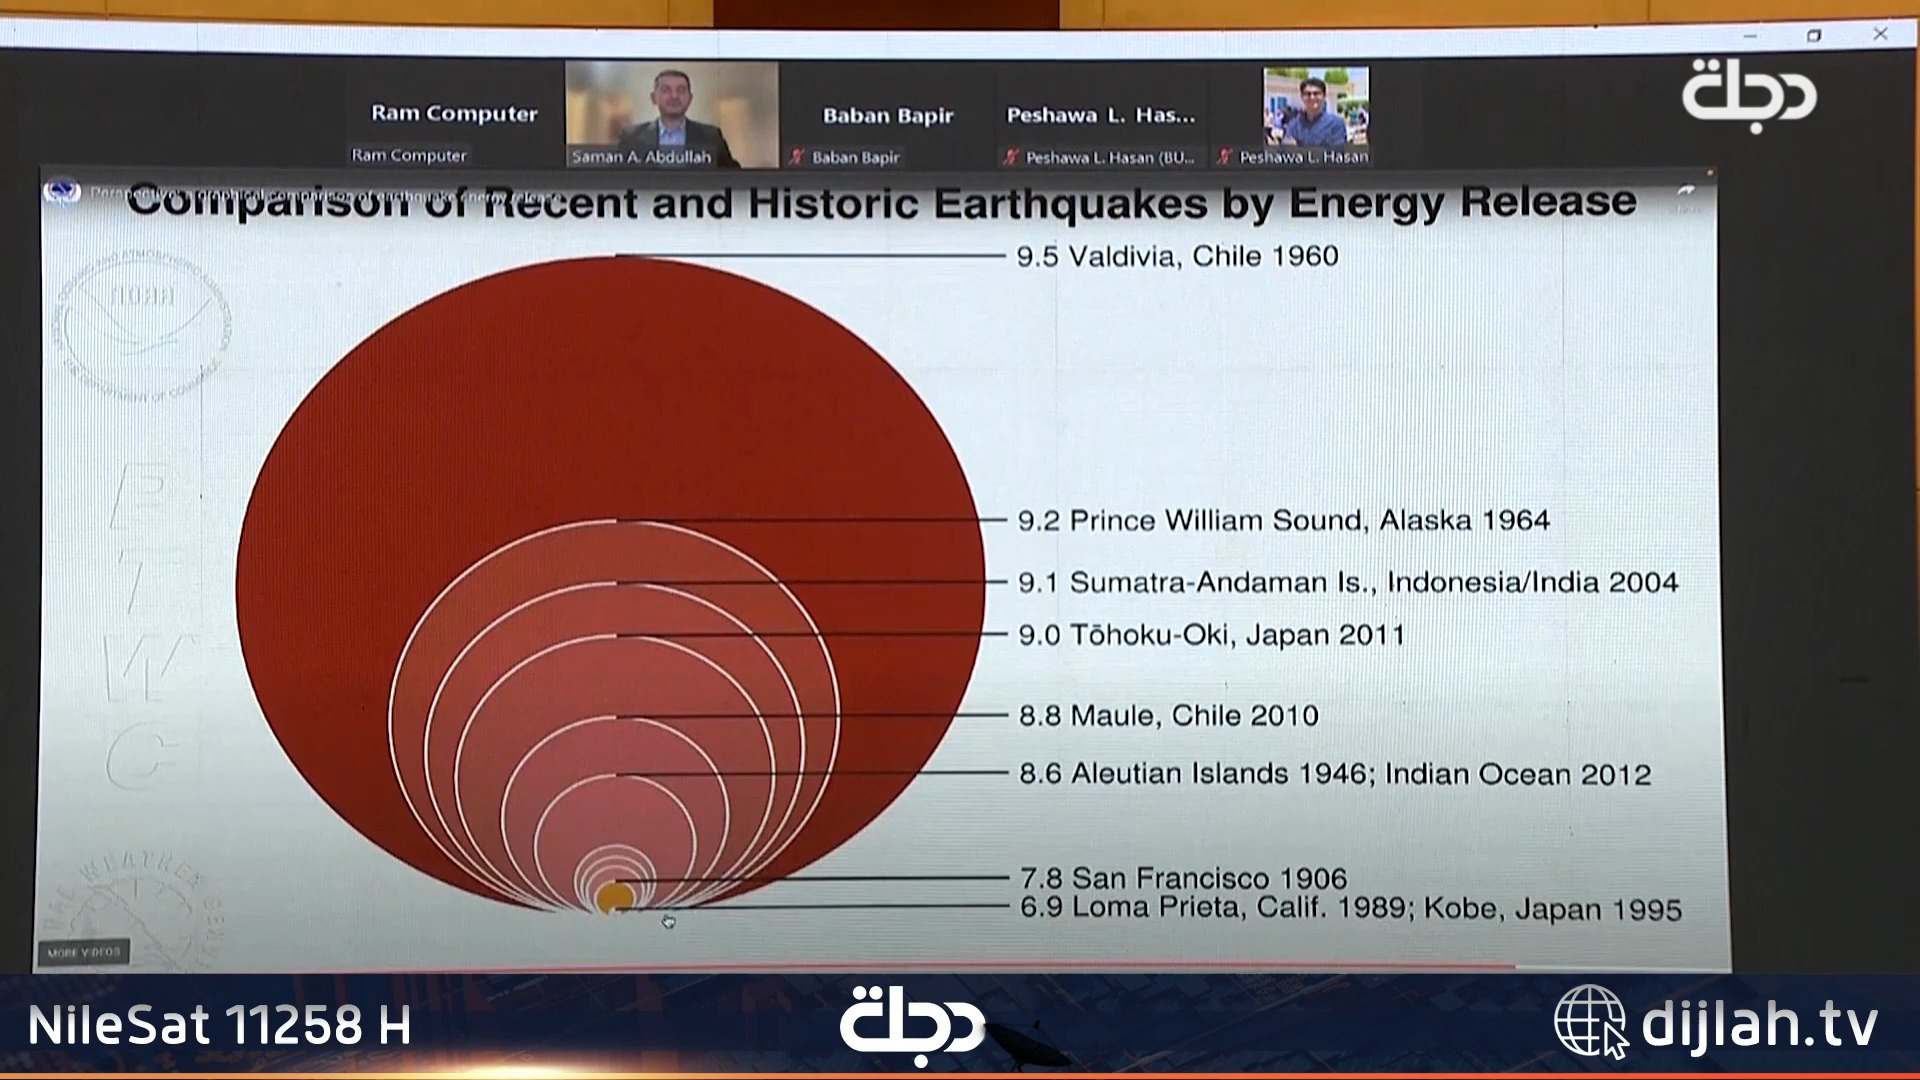 دجلة
Ram Computer
Baban Bapir
Peshawa L. Has...
Ram Computer
Saman A. Abdullah
Baban Bapir
Peshawa L. Hasan (BU...
Peshawa L. Hasan
Comparison of Recent and Historic Earthquakes by Energy Release
9.5 Valdivia, Chile 1960
NOAA
9.2 Prince William Sound, Alaska 1964
9.1 Sumatra-Andaman Is., Indonesia/India 2004
9.0 Tōhoku-Oki, Japan 2011
8.8 Maule, Chile 2010
8.6 Aleutian Islands 1946; Indian Ocean 2012
7.8 San Francisco 1906
6.9 Loma Prieta, Calif. 1989; Kobe, Japan 1995
P
T
W
C
MORE VIDEOS
NileSat 11258 H
دجلة
dijlah.tv